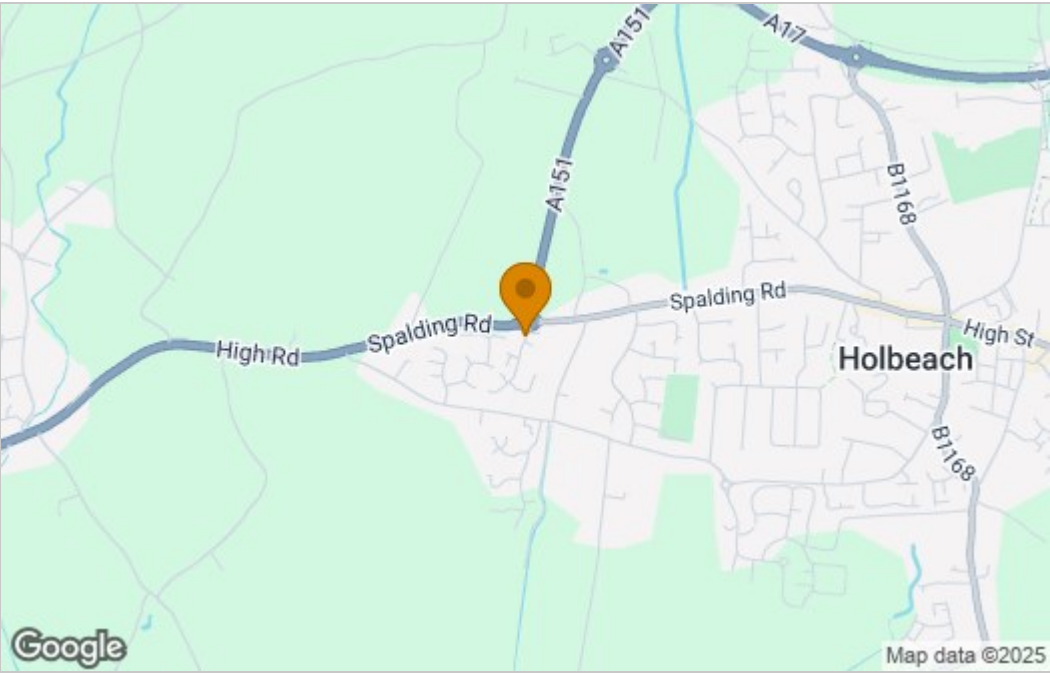 A151
A17
A151
B1168
Spalding Rd
Spalding Rd
High St
High Rd
Holbeach
B1168
Google
Map data ©2025